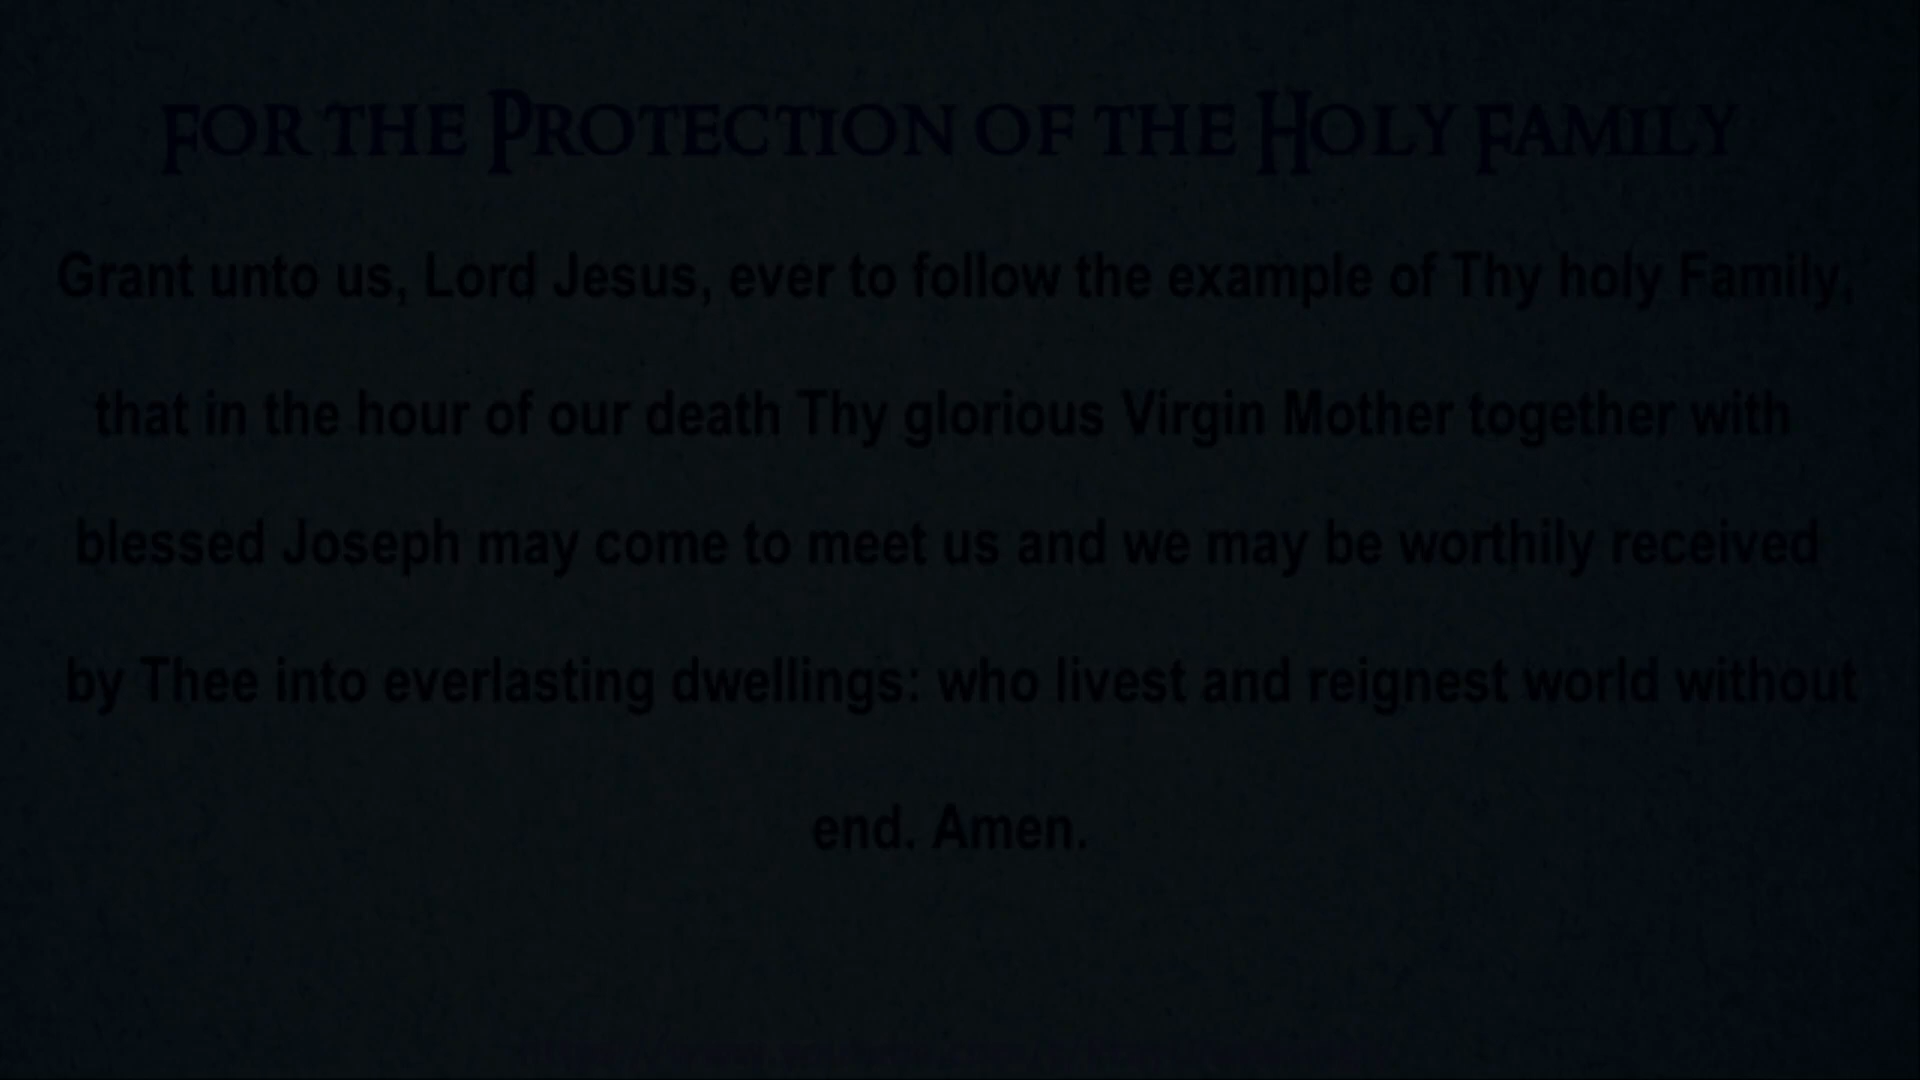 For the Protection of the Holy Family
Grant unto us, Lord Jesus, ever to follow the example of Thy holy Family,
that in the hour of our death Thy glorious Virgin Mother together with
blessed Joseph may come to meet us and we may be worthily received
by Thee into everlasting dwellings: who livest and reignest world without
end. Amen.